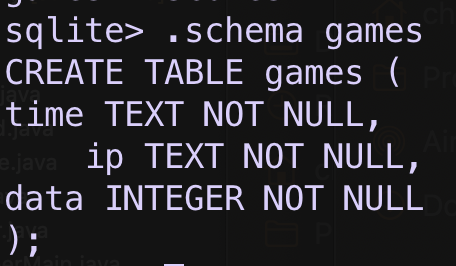 sqlite> .schema games
CREATE TABLE games (
time TEXT NOT NULL,
    ip TEXT NOT NULL,
data INTEGER NOT NULL
);